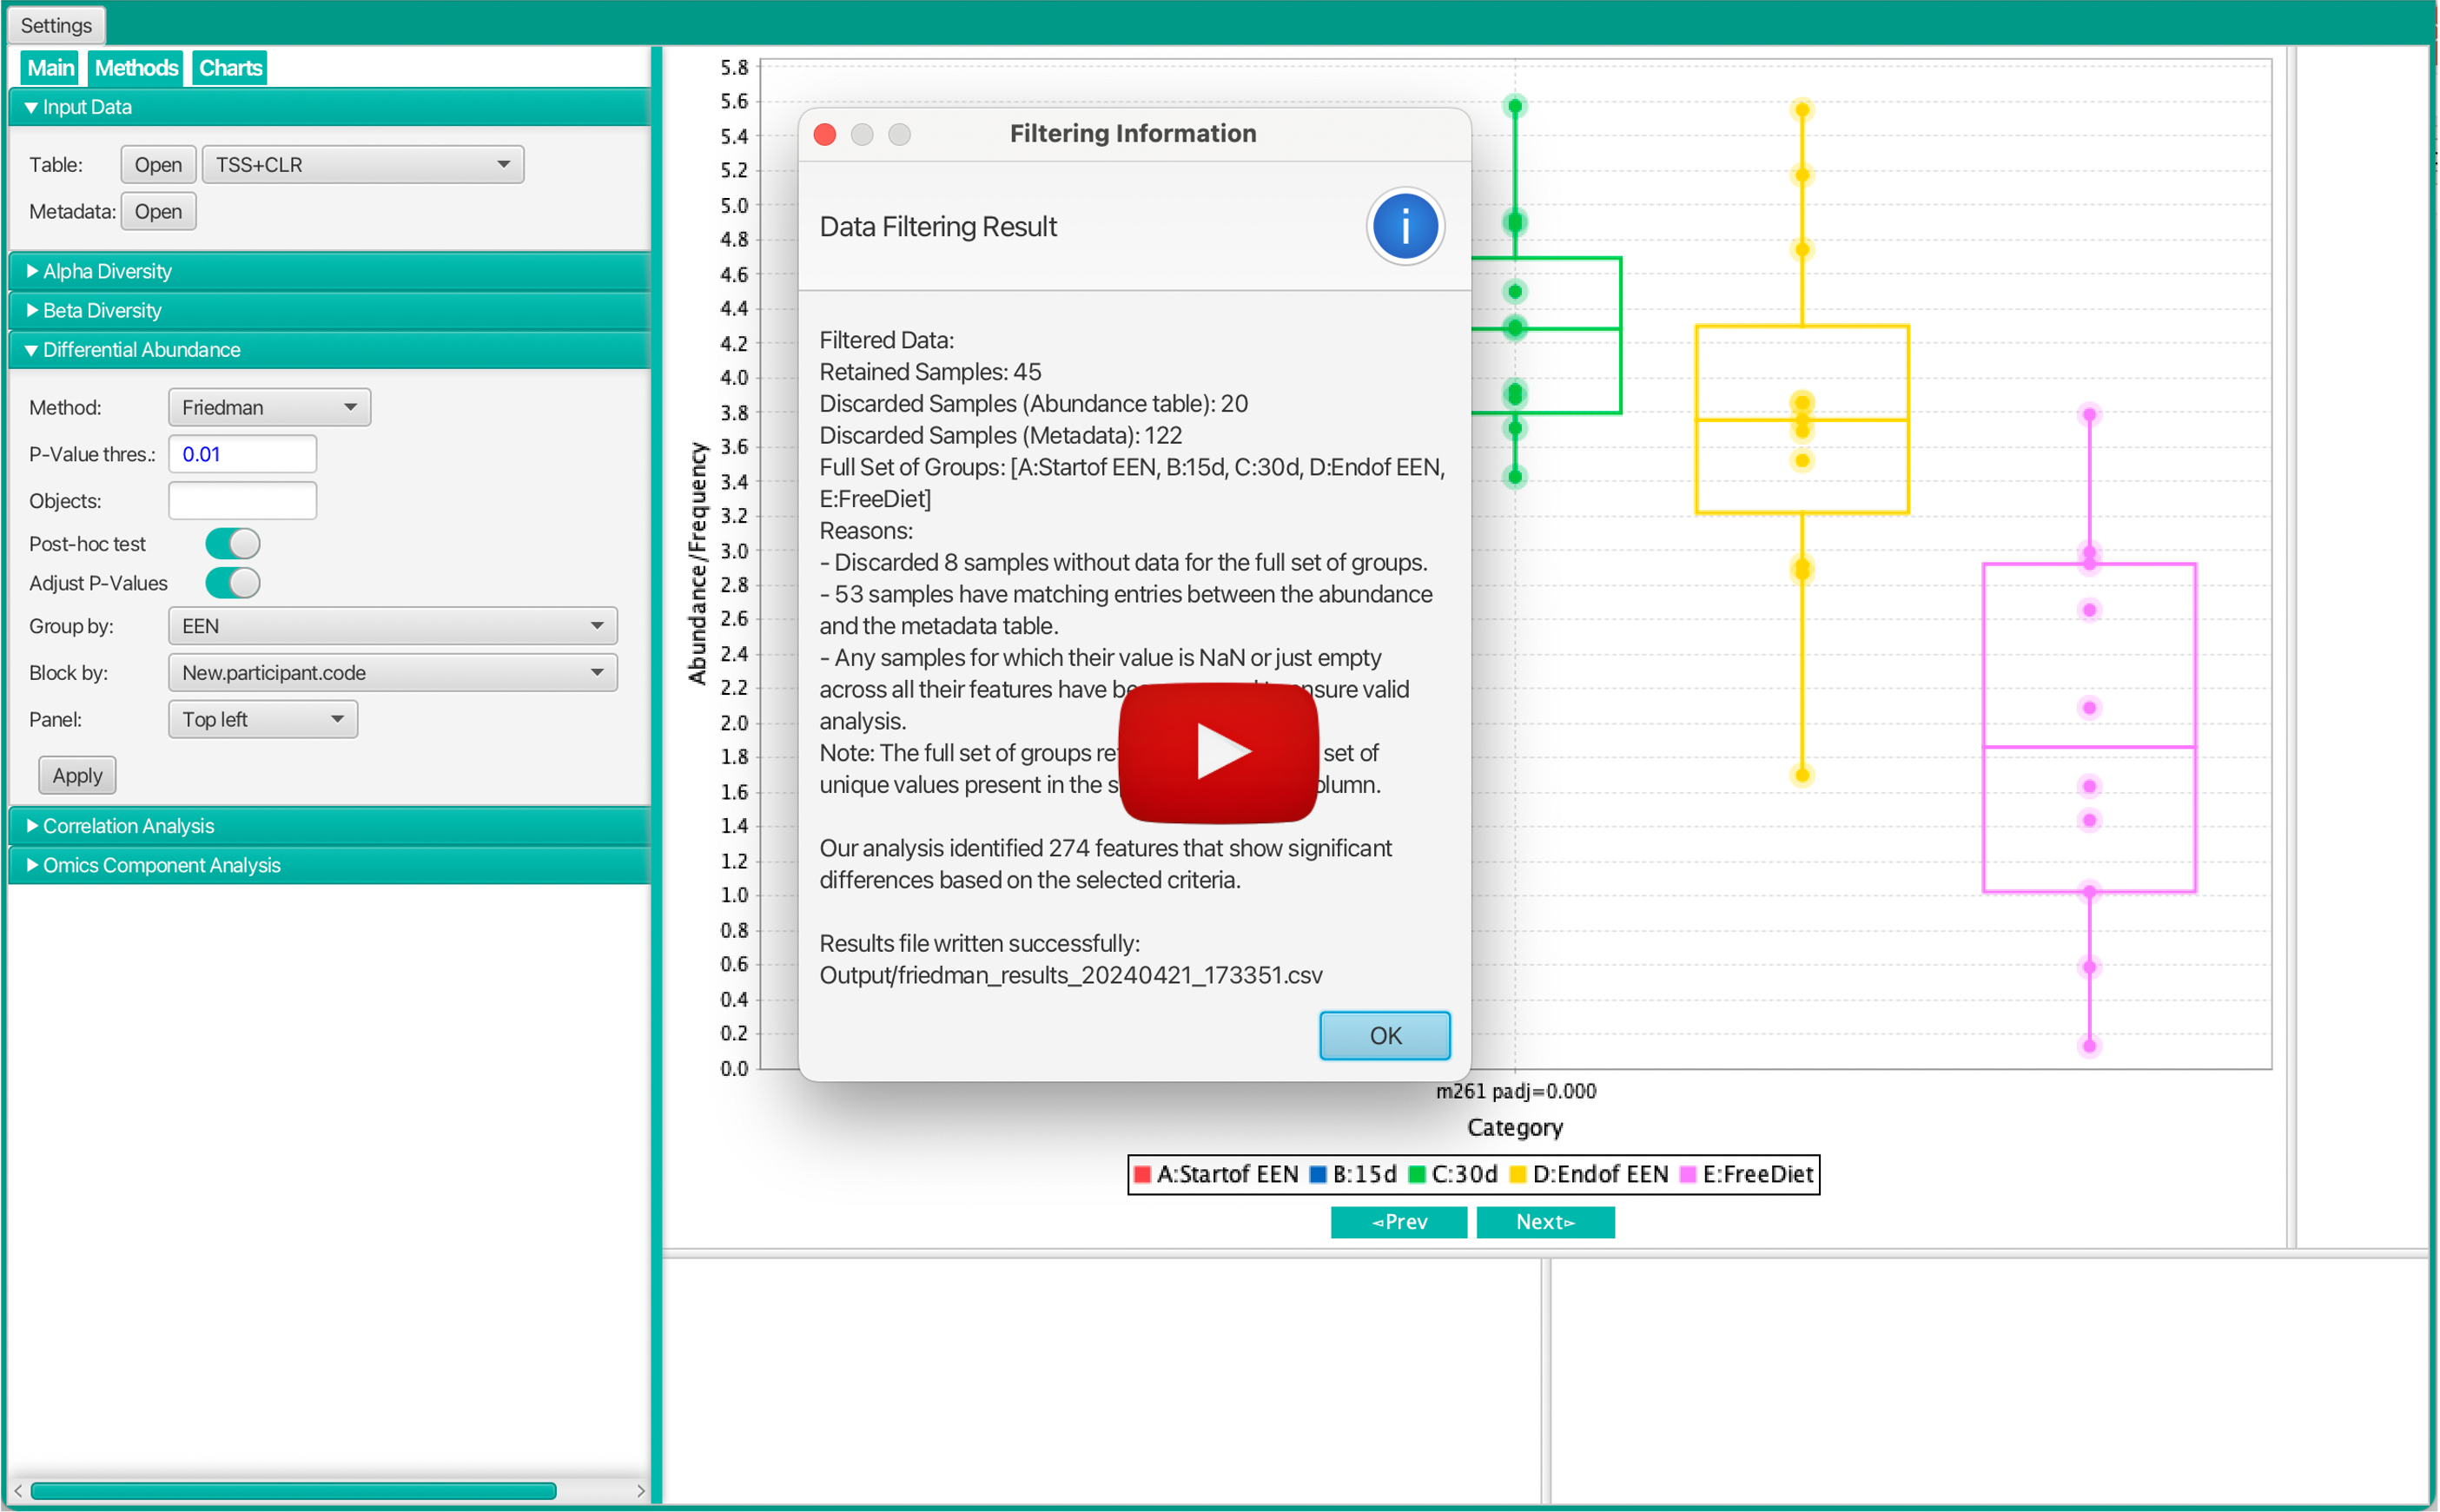 Settings
Main Methods Charts
Input Data
Table: Open TSS+CLR
Metadata: Open
Alpha Diversity
Beta Diversity
Differential Abundance
Method: Friedman
P-Value thres.: 0.01
Objects:
Post-hoc test
Adjust P-Values
Group by: EEN
Block by: New.participant.code
Panel: Top left
Apply
Correlation Analysis
Omics Component Analysis
5.8
5.6
5.4
5.2
5.0
4.8
4.6
4.4
4.2
4.0
3.8
3.6
3.4
3.2
3.0
2.8
2.6
2.4
2.2
2.0
1.8
1.6
1.4
1.2
1.0
0.8
0.6
0.4
0.2
0.0
Abundance/Frequency
Filtering Information
Data Filtering Result
i
Filtered Data:
Retained Samples: 45
Discarded Samples (Abundance table): 20
Discarded Samples (Metadata): 122
Full Set of Groups: [A:Startof EEN, B:15d, C:30d, D:Endof EEN,
E:FreeDiet]
Reasons:
- Discarded 8 samples without data for the full set of groups.
- 53 samples have matching entries between the abundance
and the metadata table.
- Any samples for which their value is NaN or just empty
across all their features have valid
analysis.
Note: The full set of groups set of
unique values present in the
Our analysis identified 274 features that show significant
differences based on the selected criteria.
Results file written successfully:
Output/friedman_results_20240421_173351.csv
OK
m261 padj=0.000
Category
A:Startof EEN B:15d C:30d D:Endof EEN E:FreeDiet
◅Prev Next▻